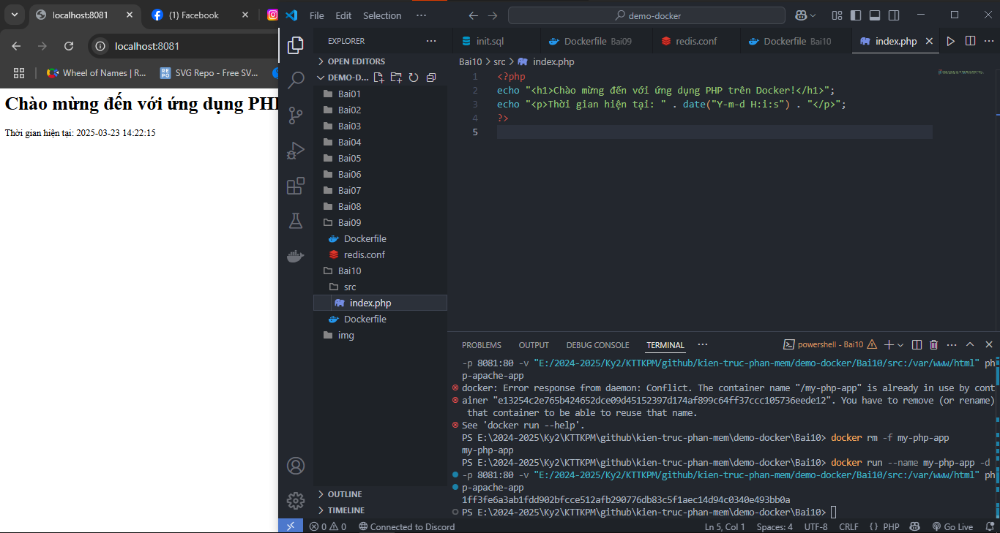 localhost:8081
(1) Facebook
localhost:8081
Wheel of Names | R...
SVG Repo - Free SV...
Chào mừng đến với ứng dụng PHP
Thời gian hiện tại: 2025-03-23 14:22:15
File Edit Selection ···
demo-docker
EXPLORER ···
OPEN EDITORS
DEMO-D...
Bai01
Bai02
Bai03
Bai04
Bai05
Bai06
Bai07
Bai08
Bai09
Dockerfile
redis.conf
Bai10
src
index.php
Dockerfile
img
OUTLINE
TIMELINE
init.sql
Dockerfile Bai09
redis.conf
Dockerfile Bai10
index.php
Bai10 > src > index.php
1 <?php
2 echo "<h1>Chào mừng đến với ứng dụng PHP trên Docker!</h1>";
3 echo "<p>Thời gian hiện tại: " . date("Y-m-d H:i:s") . "</p>";
4 ?>
5
PROBLEMS OUTPUT DEBUG CONSOLE TERMINAL ···
powershell - Bai10
-p 8081:80 -v "E:/2024-2025/Ky2/KTTKPM/github/kien-truc-phan-mem/demo-docker/Bai10/src:/var/www/html" ph
p-apache-app
docker: Error response from daemon: Conflict. The container name "/my-php-app" is already in use by cont
ainer "e13254c2e765b424652dce09d45152397d174af899c64ff37ccc105736eede12". You have to remove (or rename)
that container to be able to reuse that name.
See 'docker run --help'.
PS E:\2024-2025\Ky2\KTTKPM\github\kien-truc-phan-mem\demo-docker\Bai10> docker rm -f my-php-app
my-php-app
PS E:\2024-2025\Ky2\KTTKPM\github\kien-truc-phan-mem\demo-docker\Bai10> docker run --name my-php-app -d
-p 8081:80 -v "E:/2024-2025/Ky2/KTTKPM/github/kien-truc-phan-mem/demo-docker/Bai10/src:/var/www/html" ph
p-apache-app
1ff3fe6a3ab1fdd902bfcce512afb290776db83c5f1aec14d94c0340e493bb0a
PS E:\2024-2025\Ky2\KTTKPM\github\kien-truc-phan-mem\demo-docker\Bai10>
0 0 Connected to Discord
Ln 5, Col 1 Spaces: 4 UTF-8 CRLF { } PHP Go Live